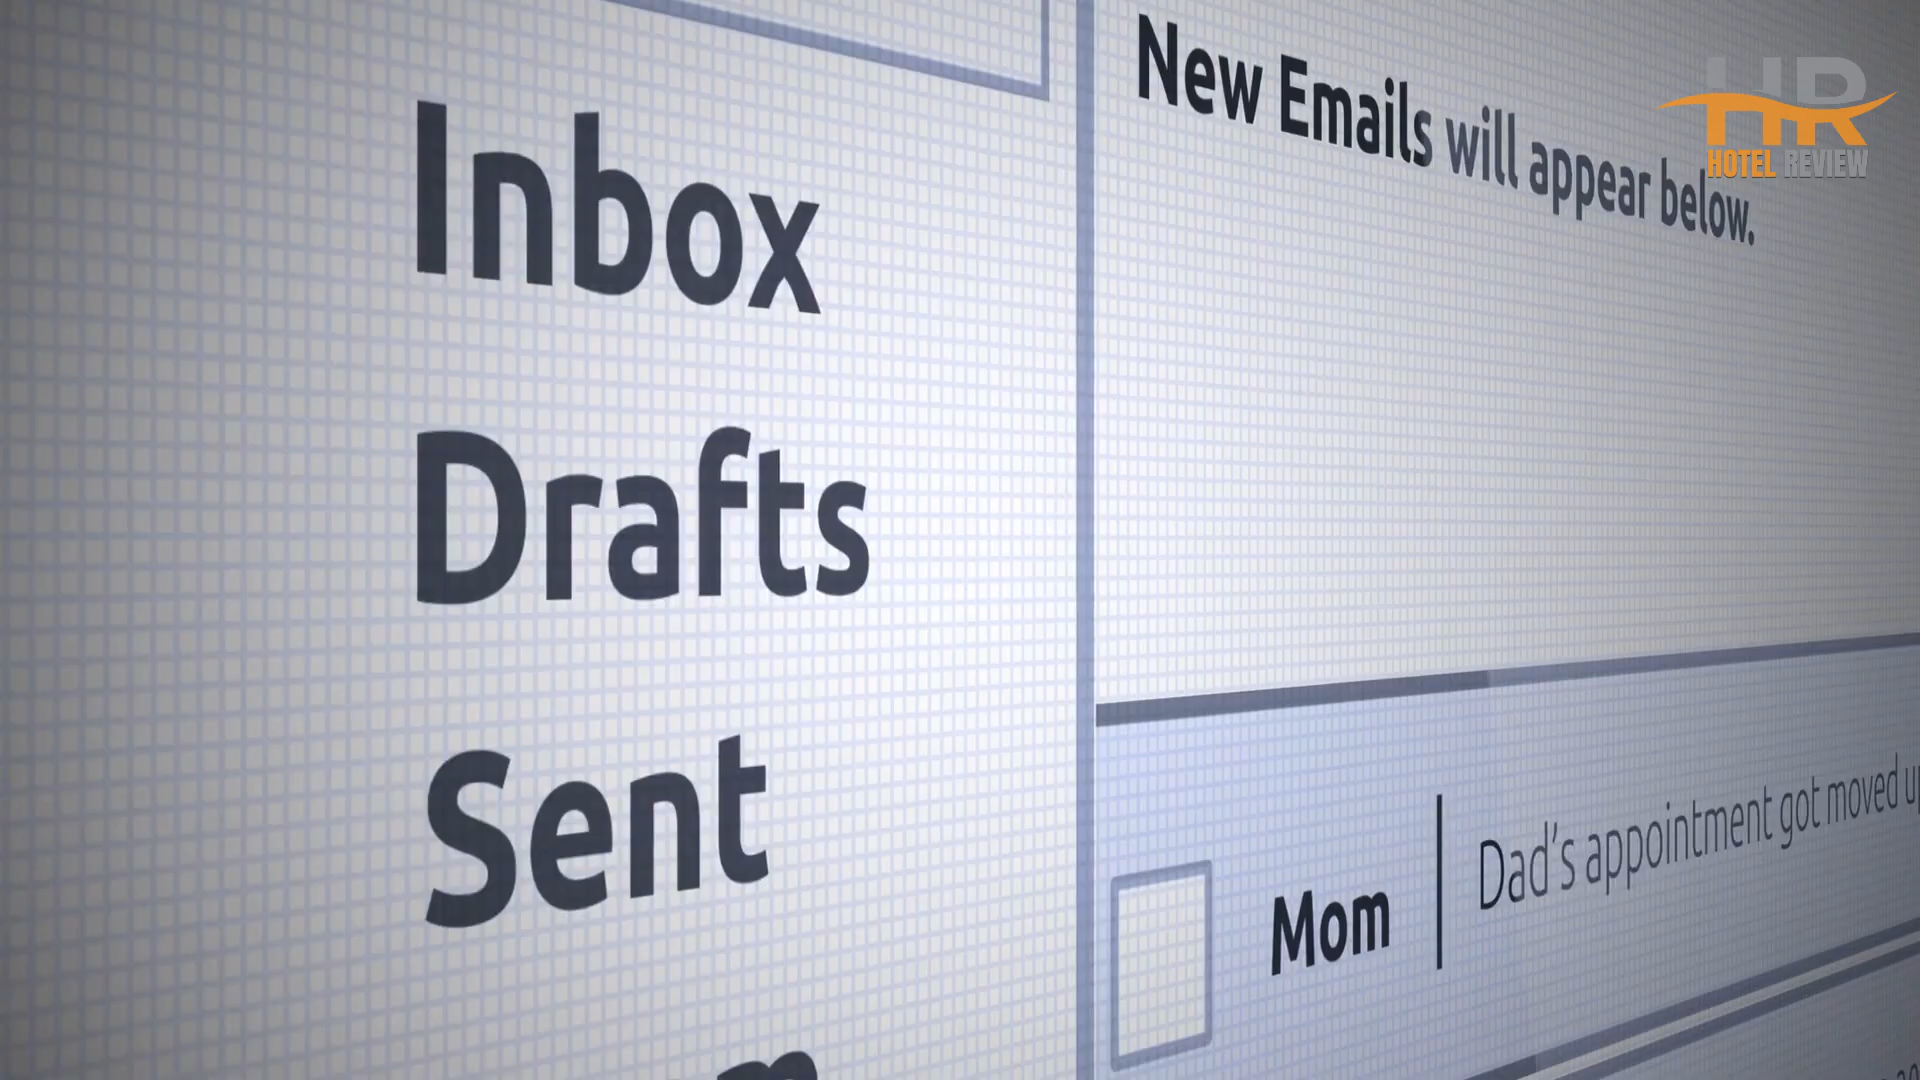 Inbox
Drafts
Sent
New Emails will appear below.
HR
HOTEL REVIEW
Mom
Dad's appointment got moved